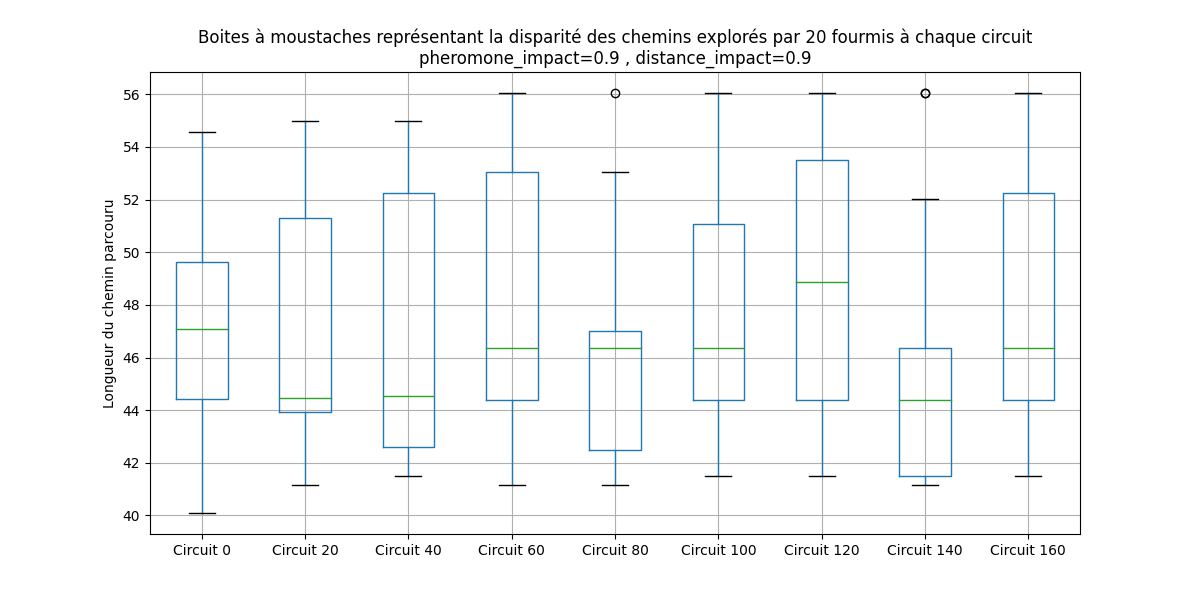 Boites à moustaches représentant la disparité des chemins explorés par 20 fourmis à chaque circuit
pheromone_impact=0.9 , distance_impact=0.9
Longueur du chemin parcouru
56
54
52
50
48
46
44
42
40
Circuit 0 Circuit 20 Circuit 40 Circuit 60 Circuit 80 Circuit 100 Circuit 120 Circuit 140 Circuit 160